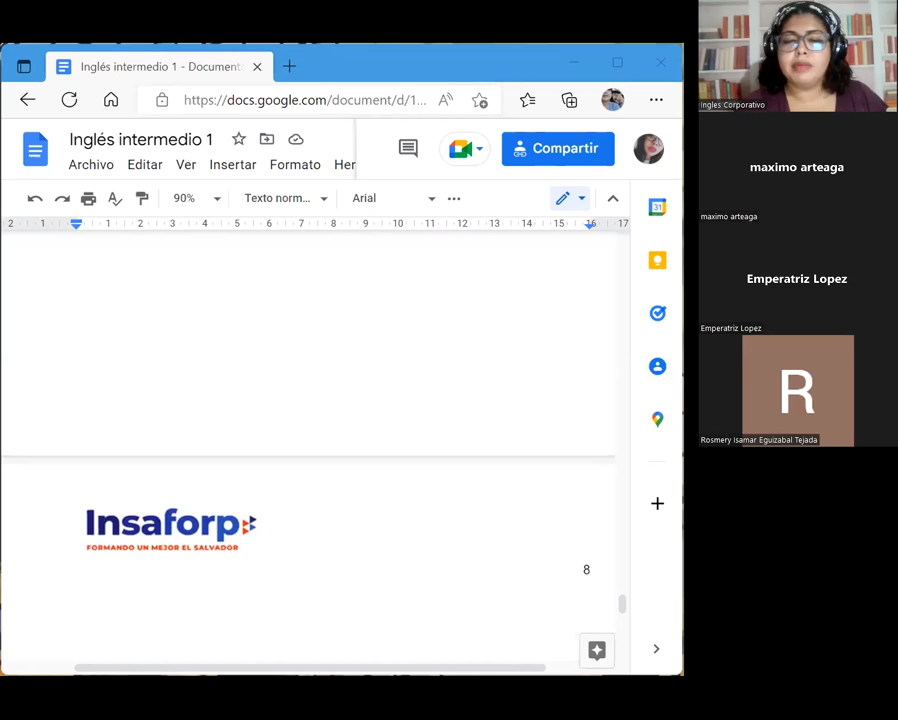 Inglés intermedio 1 - Document
https://docs.google.com/document/d/1...
Inglés intermedio 1
Compartir
Archivo Editar Ver Insertar Formato Her
90% Texto norm... Arial
2 1 1 2 3 4 5 6 7 8 9 10 11 12 13 14 15 16 17
31
Insaforp
FORMANDO UN MEJOR EL SALVADOR
8
Ingles Corporativo
maximo arteaga
maximo arteaga
Emperatriz Lopez
Emperatriz Lopez
R
Rosmery Isamar Eguizabal Tejada